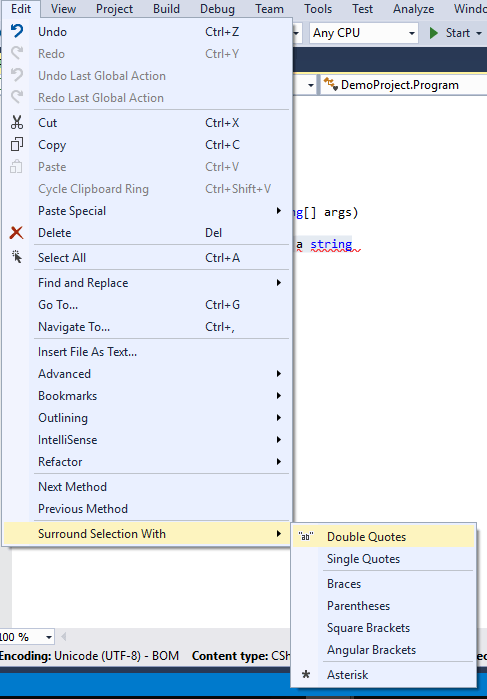 Edit View Project Build Debug Team Tools Test Analyze
Any CPU Start
Undo Ctrl+Z
Redo Ctrl+Y
Undo Last Global Action
Redo Last Global Action
DemoProject.Program
Cut Ctrl+X
Copy Ctrl+C
Paste Ctrl+V
Cycle Clipboard Ring Ctrl+Shift+V
Paste Special
ng[] args)
Delete Del
a string
Select All Ctrl+A
Find and Replace
Go To... Ctrl+G
Navigate To... Ctrl+,
Insert File As Text...
Advanced
Bookmarks
Outlining
IntelliSense
Refactor
Next Method
Previous Method
Surround Selection With
"ab" Double Quotes
Single Quotes
Braces
Parentheses
Square Brackets
Angular Brackets
* Asterisk
100 %
Encoding: Unicode (UTF-8) - BOM Content type: CSh